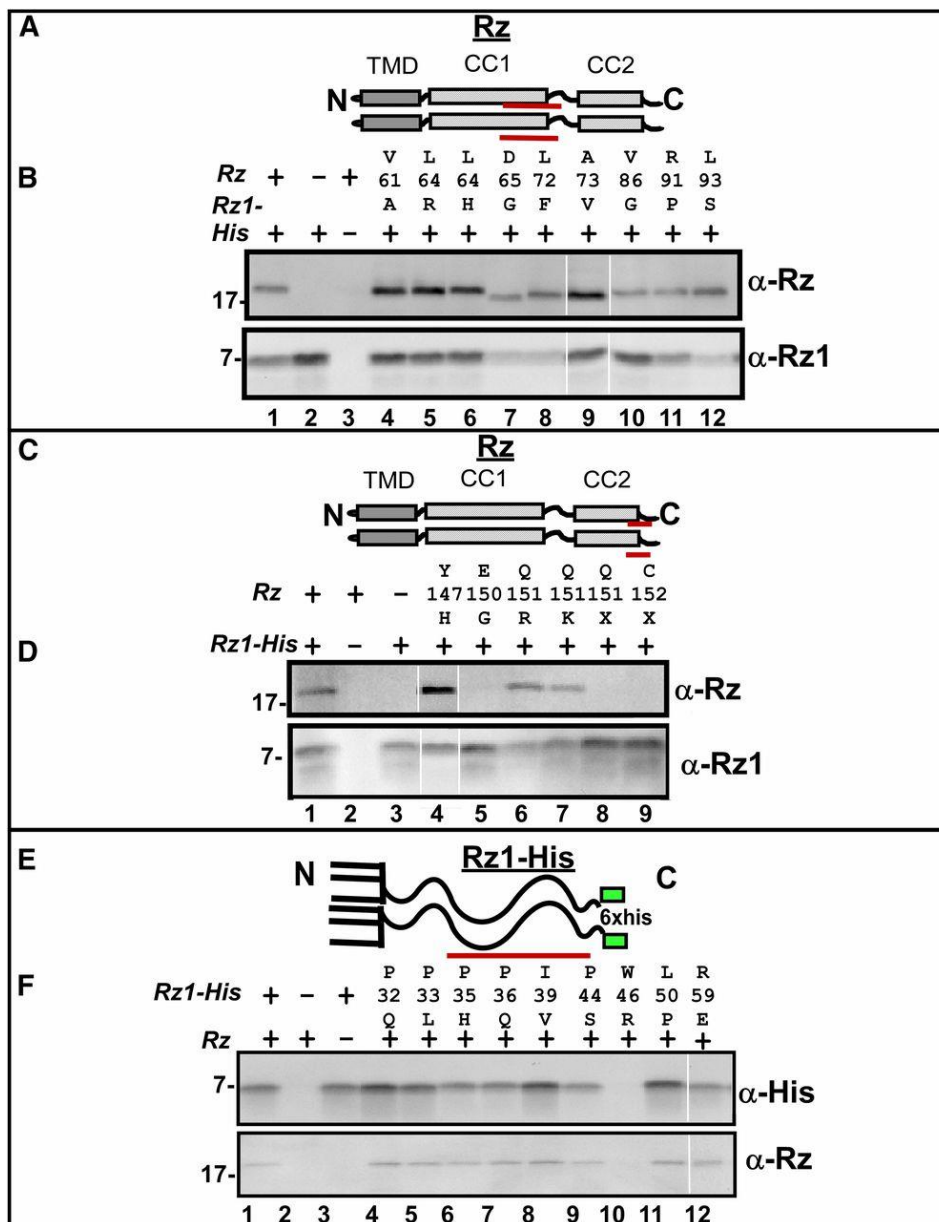 A
Rz
TMD CC1 CC2
N C
B
V L L D L A V R L
Rz + − + 61 64 64 65 72 73 86 91 93
Rz1- A R H G F V G P S
His + + − + + + + + + + + +
17- α-Rz
7- α-Rz1
1 2 3 4 5 6 7 8 9 10 11 12
C
Rz
TMD CC1 CC2
N C
Y E Q Q Q C
Rz + + − 147 150 151 151 151 152
H G R K X X
D
Rz1-His + − + + + + + + +
17- α-Rz
7- α-Rz1
1 2 3 4 5 6 7 8 9
E
Rz1-His
N C
6xhis
F
P P P P I P W L R
Rz1-His + − + 32 33 35 36 39 44 46 50 59
Q L H Q V S R P E
Rz + + − + + + + + + + + +
7- α-His
17- α-Rz
1 2 3 4 5 6 7 8 9 10 11 12